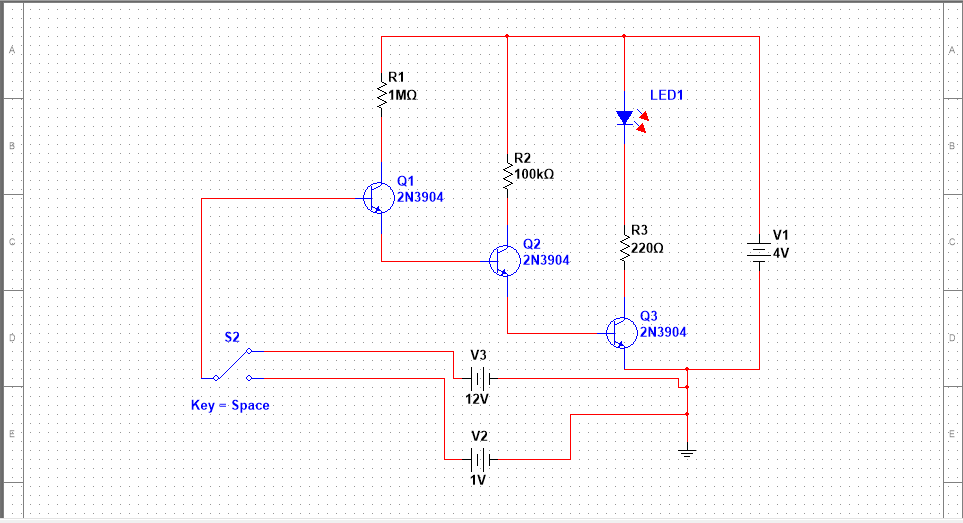 A
A
R1
1MΩ
LED1
B
B
R2
100kΩ
Q1
2N3904
R3
220Ω
V1
4V
C
C
Q2
2N3904
Q3
2N3904
D
D
S2
V3
12V
Key = Space
E
E
V2
1V